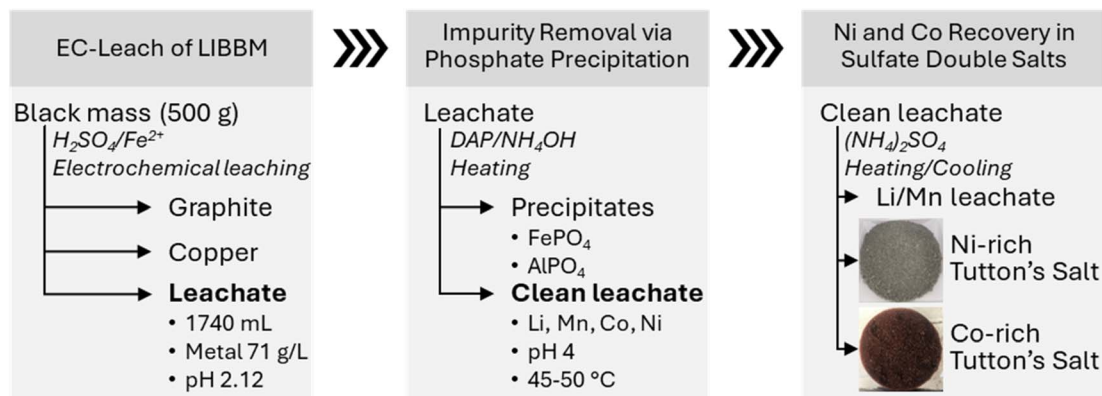 EC-Leach of LIBBM
Black mass (500 g)
H₂SO₄/Fe²⁺
Electrochemical leaching
Graphite
Copper
Leachate
• 1740 mL
• Metal 71 g/L
• pH 2.12
Impurity Removal via
Phosphate Precipitation
Leachate
DAP/NH₄OH
Heating
Precipitates
• FePO₄
• AlPO₄
Clean leachate
• Li, Mn, Co, Ni
• pH 4
• 45-50 °C
Ni and Co Recovery in
Sulfate Double Salts
Clean leachate
(NH₄)₂SO₄
Heating/Cooling
Li/Mn leachate
Ni-rich
Tutton’s Salt
Co-rich
Tutton’s Salt